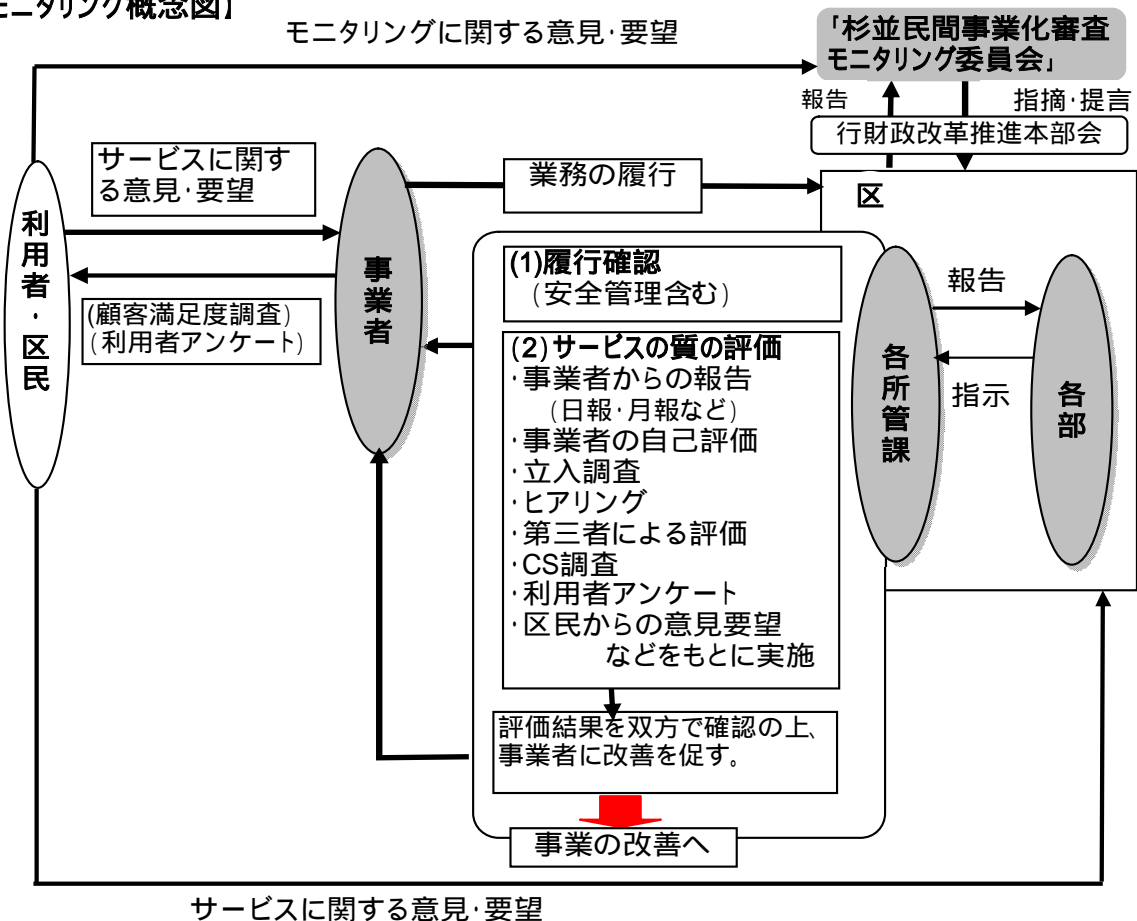 モニタリング概念図】
モニタリングに関する意見・要望
「杉並民間事業化審査
モニタリング委員会」
報告
指摘・提言
行財政改革推進本部会
利用者・区民
サービスに関す
る意見・要望
(顧客満足度調査)
(利用者アンケート)
事業者
業務の履行
区
(1)履行確認
(安全管理含む)
(2)サービスの質の評価
・事業者からの報告
(日報・月報など)
・事業者の自己評価
・立入調査
・ヒアリング
・第三者による評価
・CS調査
・利用者アンケート
・区民からの意見要望
などをもとに実施
評価結果を双方で確認の上、
事業者に改善を促す。
事業の改善へ
各所管課
報告
指示
各部
サービスに関する意見・要望